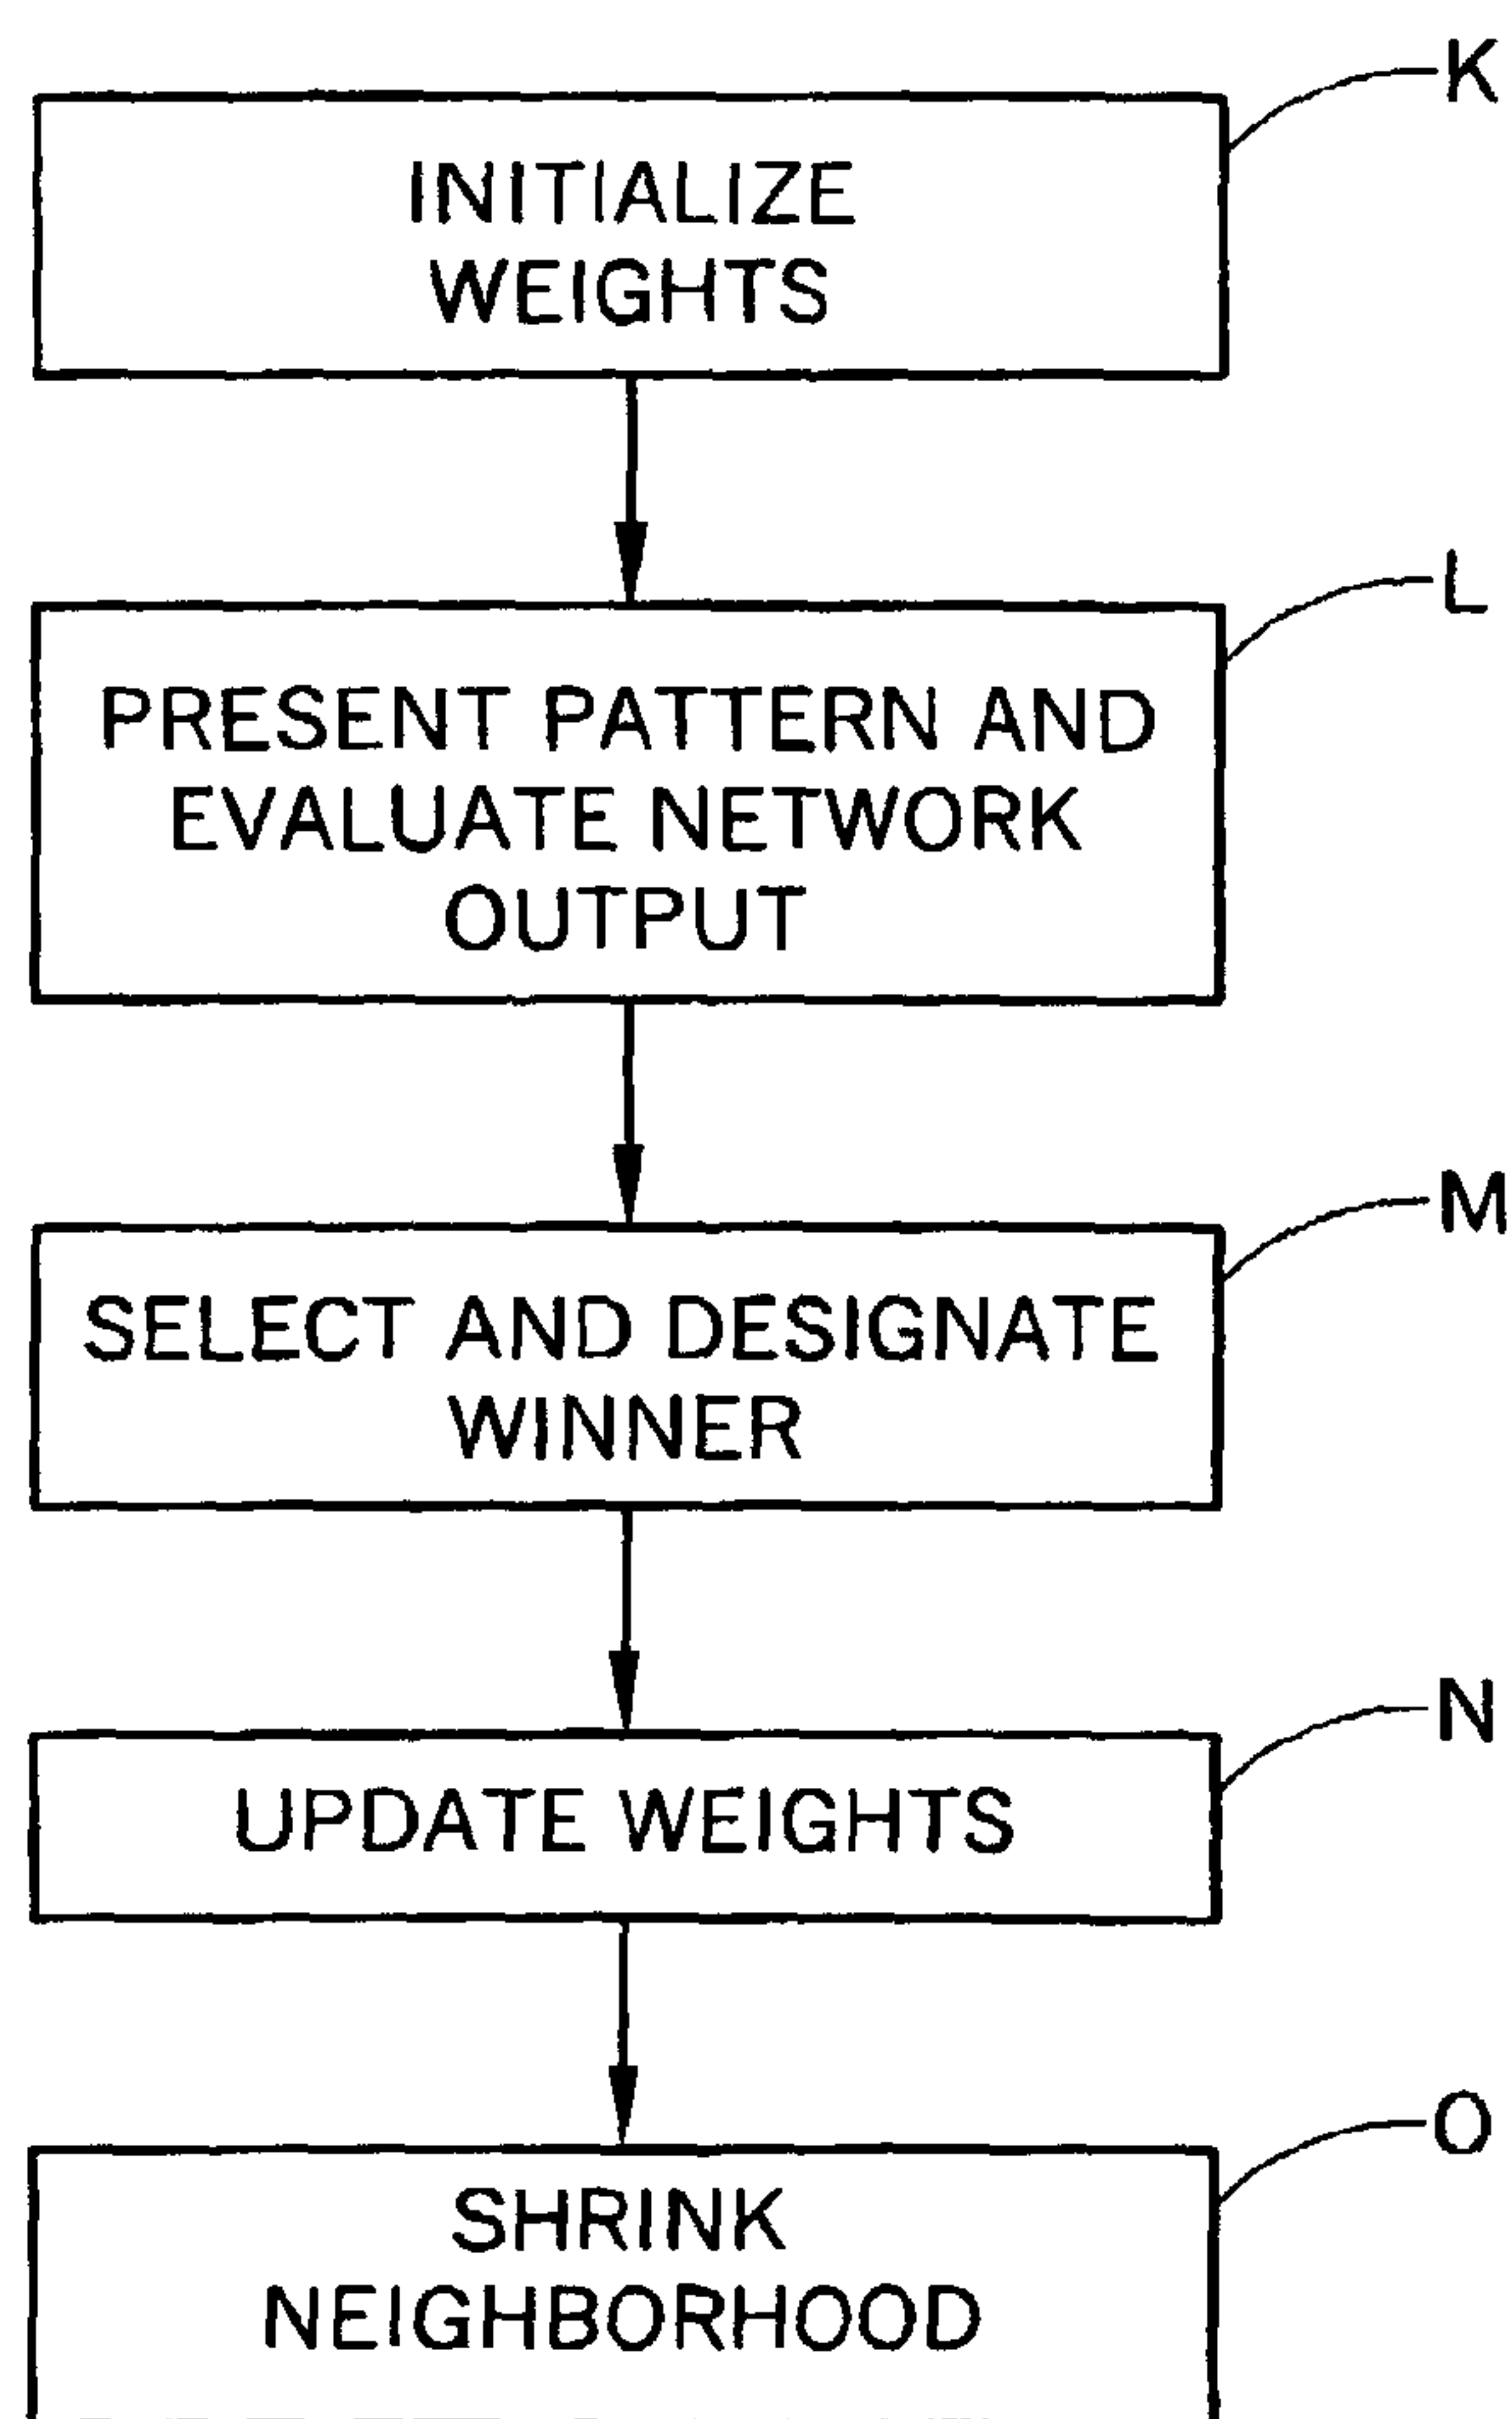 K
INITIALIZE
WEIGHTS
L
PRESENT PATTERN AND
EVALUATE NETWORK
OUTPUT
M
SELECT AND DESIGNATE
WINNER
N
UPDATE WEIGHTS
O
SHRINK
NEIGHBORHOOD